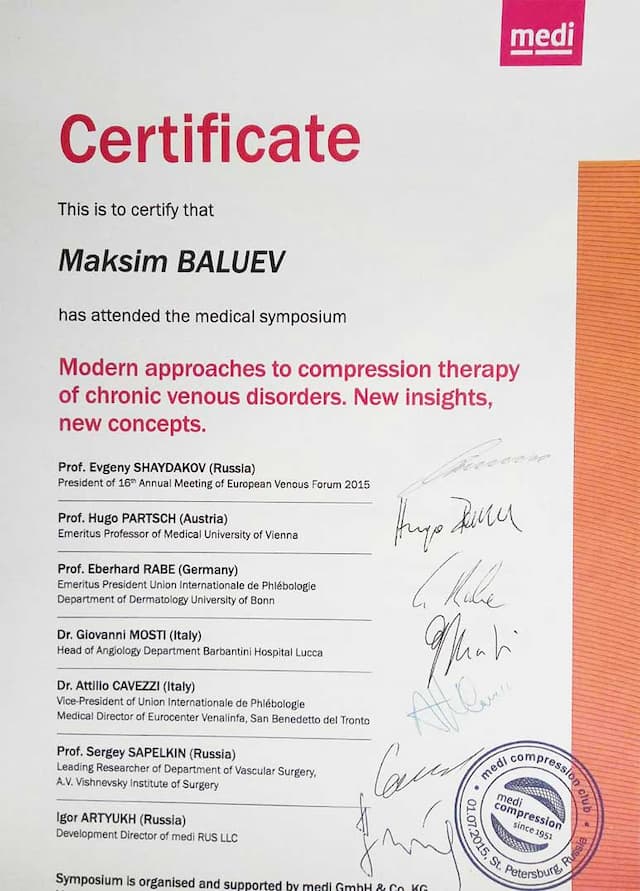 medi
Certificate
This is to certify that
Maksim BALUEV
has attended the medical symposium
Modern approaches to compression therapy
of chronic venous disorders. New insights,
new concepts.
Prof. Evgeny SHAYDAKOV (Russia)
President of 16th Annual Meeting of European Venous Forum 2015
Prof. Hugo PARTSCH (Austria)
Emeritus Professor of Medical University of Vienna
Prof. Eberhard RABE (Germany)
Emeritus President Union Internationale de Phlébologie
Department of Dermatology University of Bonn
Dr. Giovanni MOSTI (Italy)
Head of Angiology Department Barbantini Hospital Lucca
Dr. Attilio CAVEZZI (Italy)
Vice-President of Union Internationale de Phlébologie
Medical Director of Eurocenter Venalinfa, San Benedetto del Tronto
Prof. Sergey SAPELKIN (Russia)
Leading Researcher of Department of Vascular Surgery,
A.V. Vishnevsky Institute of Surgery
Igor ARTYUKH (Russia)
Development Director of medi RUS LLC
medi compression club
medi
compression
since 1951
01.07.2015, St. Petersburg, Russia
Symposium is organised and supported by medi GmbH & Co. KG